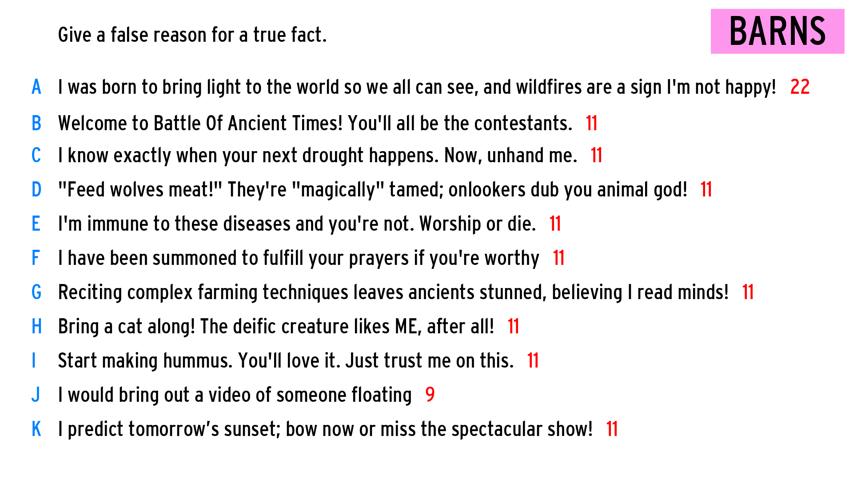 Give a false reason for a true fact.
BARNS
A I was born to bring light to the world so we all can see, and wildfires are a sign I'm not happy! 22
B Welcome to Battle Of Ancient Times! You'll all be the contestants. 11
C I know exactly when your next drought happens. Now, unhand me. 11
D "Feed wolves meat!" They're "magically" tamed; onlookers dub you animal god! 11
E I'm immune to these diseases and you're not. Worship or die. 11
F I have been summoned to fulfill your prayers if you're worthy 11
G Reciting complex farming techniques leaves ancients stunned, believing I read minds! 11
H Bring a cat along! The deific creature likes ME, after all! 11
I Start making hummus. You'll love it. Just trust me on this. 11
J I would bring out a video of someone floating 9
K I predict tomorrow’s sunset; bow now or miss the spectacular show! 11